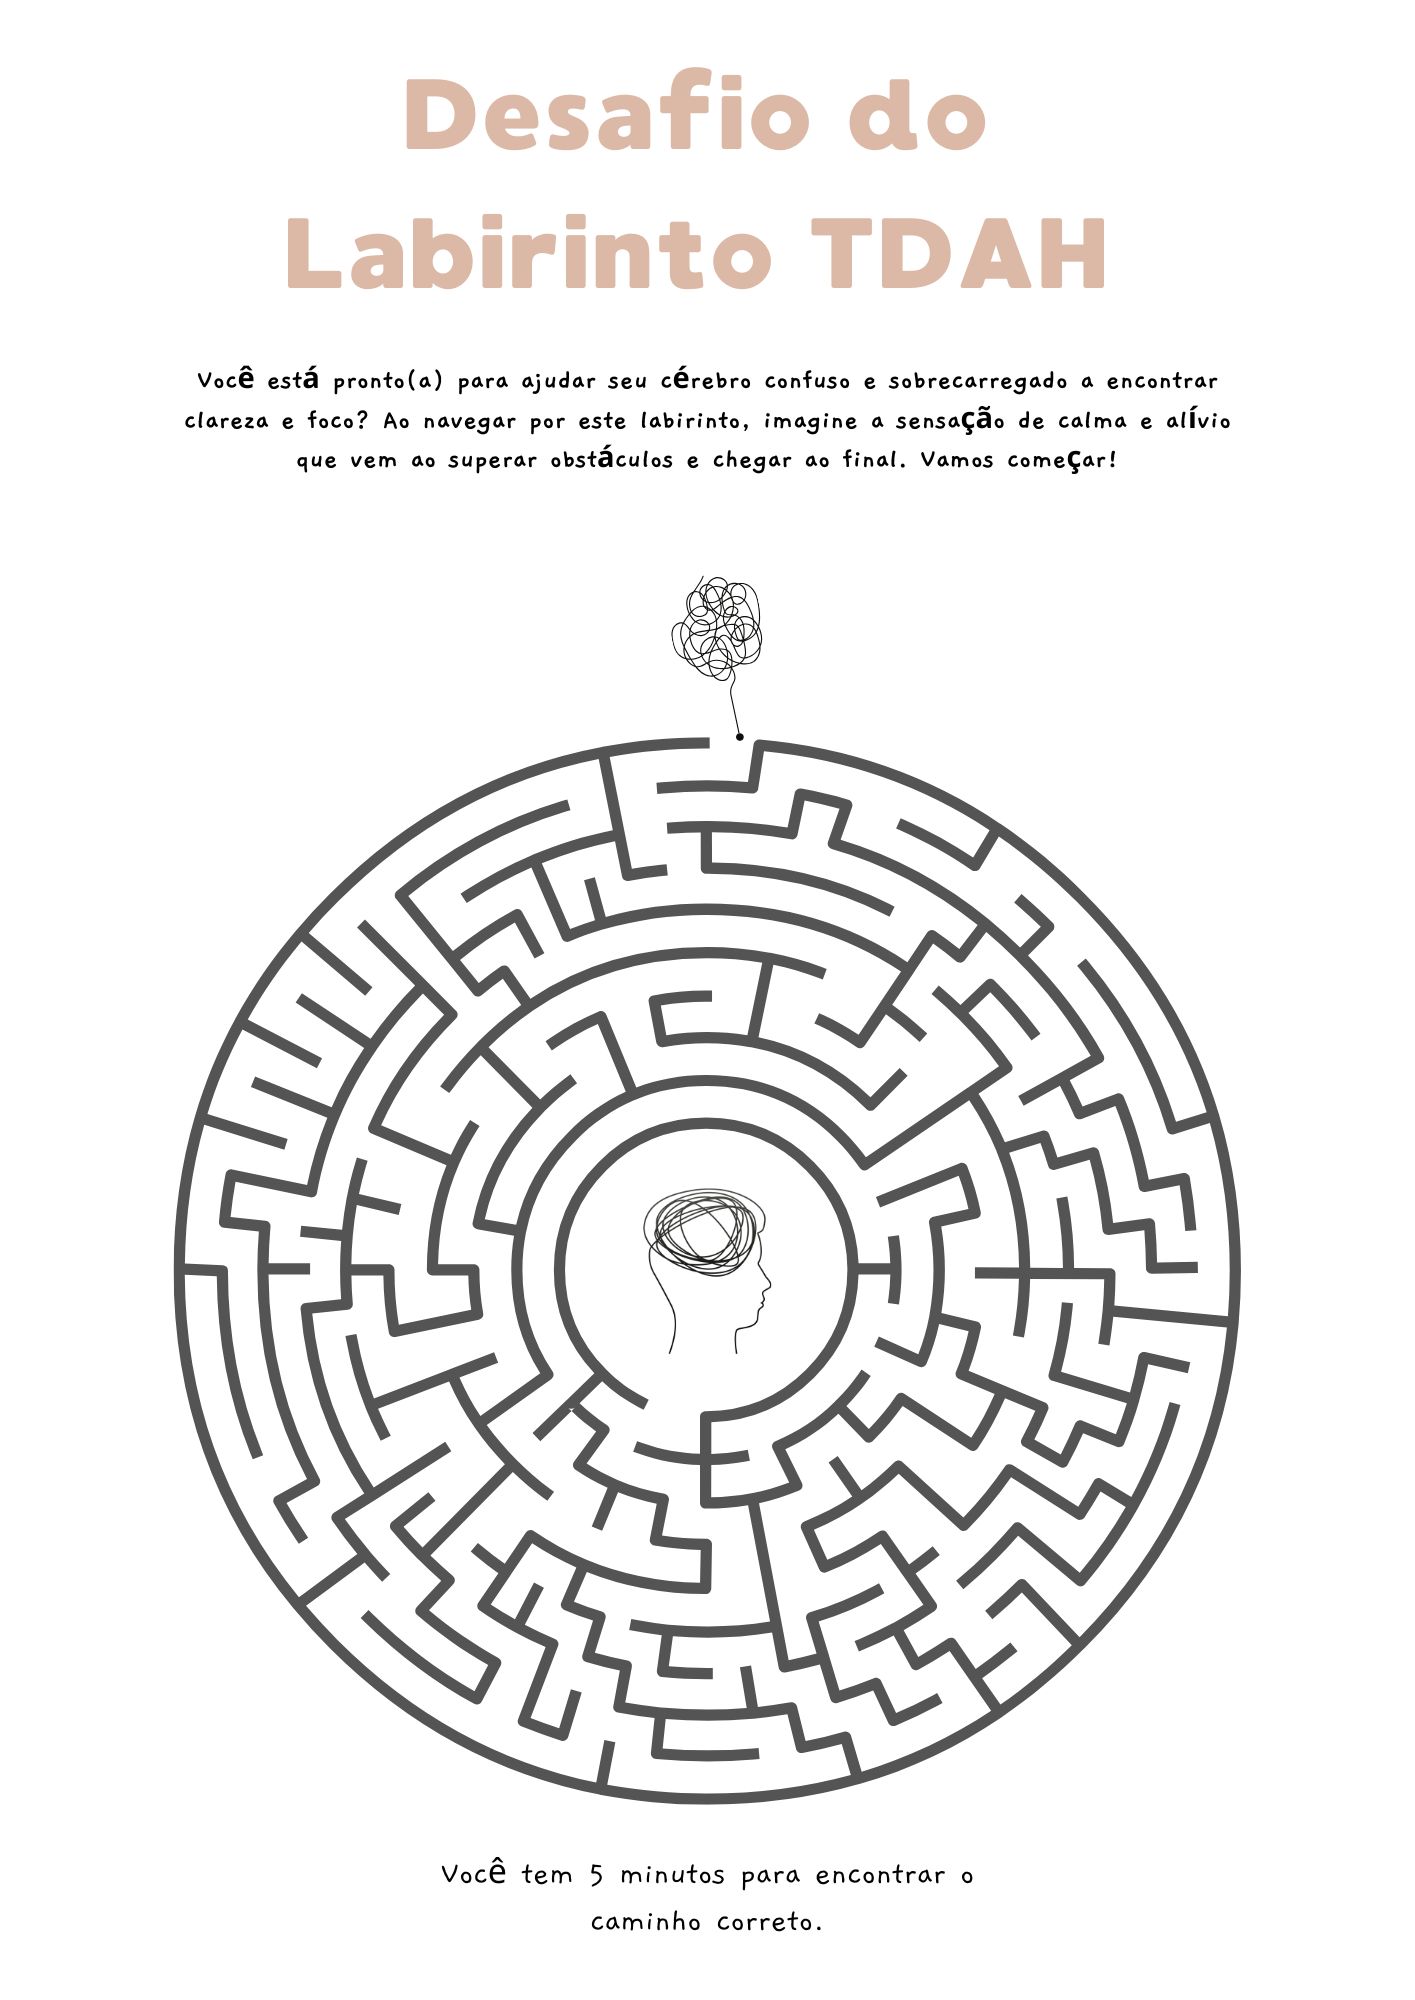 Desafio do
Labirinto TDAH
Você está pronto(a) para ajudar seu cérebro confuso e sobrecarregado a encontrar
clareza e foco? Ao navegar por este labirinto, imagine a sensação de calma e alívio
que vem ao superar obstáculos e chegar ao final. Vamos começar!
Você tem 5 minutos para encontrar o
caminho correto.